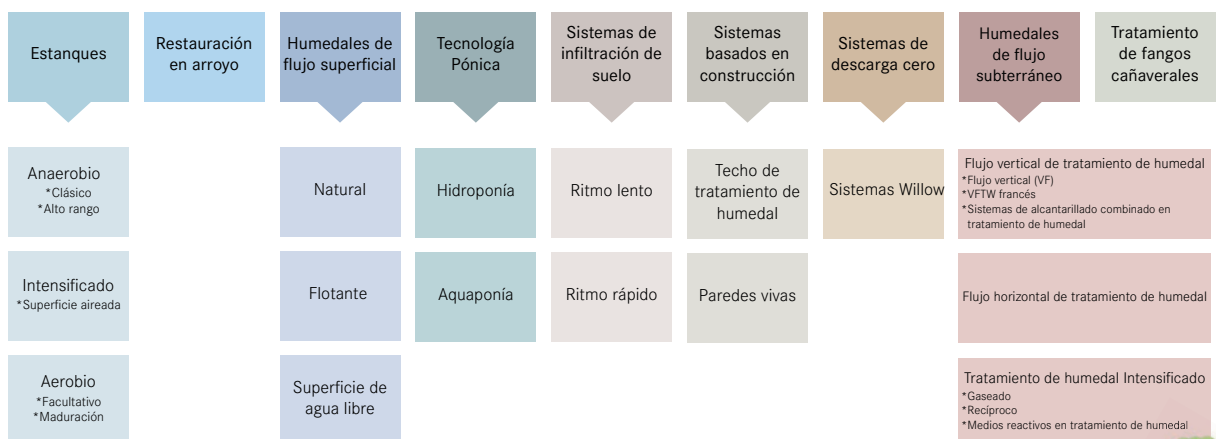 Estanques
Restauración
en arroyo
Humedales de
flujo superficial
Tecnología
Pónica
Sistemas de
infiltración de
suelo
Sistemas
basados en
construcción
Sistemas de
descarga cero
Humedales
de flujo
subterráneo
Tratamiento
de fangos
cañaverales
Anaerobio
*Clásico
*Alto rango
Natural
Hidroponía
Ritmo lento
Techo de
tratamiento de
humedal
Sistemas Willow
Flujo vertical de tratamiento de humedal
*Flujo vertical (VF)
*VFTW francés
*Sistemas de alcantarillado combinado en
tratamiento de humedal
Intensificado
*Superficie aireada
Flotante
Aquaponía
Ritmo rápido
Paredes vivas
Flujo horizontal de tratamiento de humedal
Aerobio
*Facultativo
*Maduración
Superficie de
agua libre
Tratamiento de humedal Intensificado
*Gaseado
*Recíproco
*Medios reactivos en tratamiento de humedal